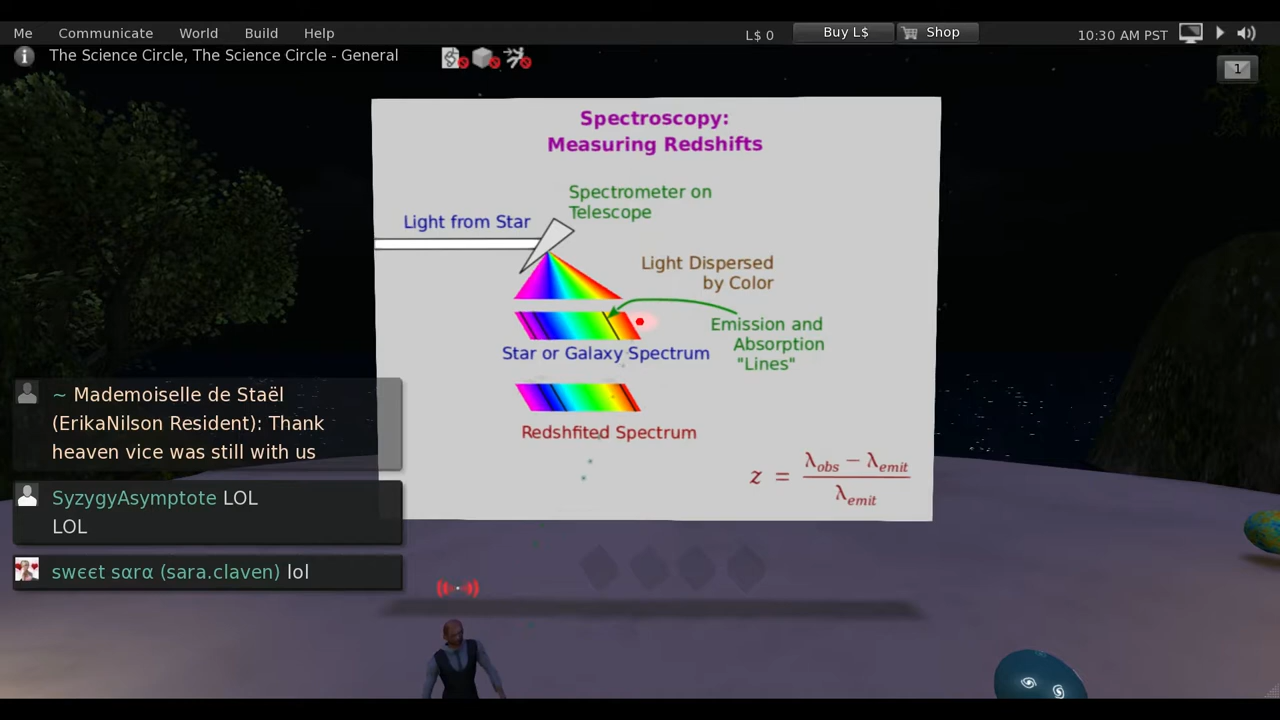 Me Communicate World Build Help L$ 0 Buy L$ Shop 10:30 AM PST
The Science Circle, The Science Circle - General
1
Spectroscopy:
Measuring Redshifts
Spectrometer on
Telescope
Light from Star
Light Dispersed
by Color
Emission and
Absorption
"Lines"
Star or Galaxy Spectrum
Redshfited Spectrum
z = (λobs − λemit) / λemit
~ Mademoiselle de Staël
(ErikaNilson Resident): Thank
heaven vice was still with us
SyzygyAsymptote LOL
LOL
swєєt sαrα (sara.claven) lol